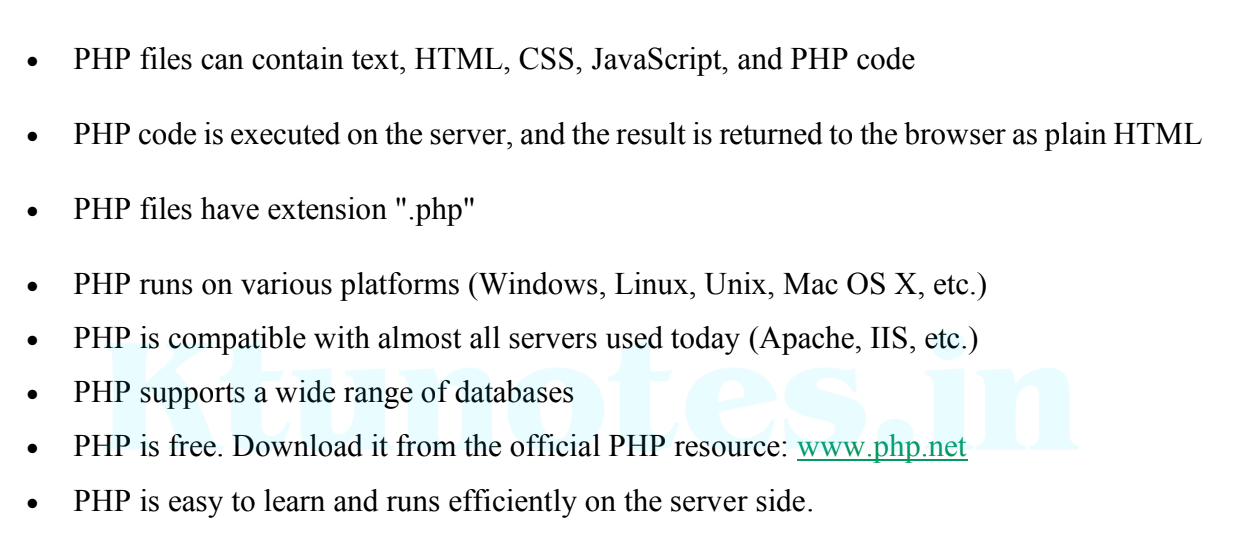 • PHP files can contain text, HTML, CSS, JavaScript, and PHP code
• PHP code is executed on the server, and the result is returned to the browser as plain HTML
• PHP files have extension ".php"
• PHP runs on various platforms (Windows, Linux, Unix, Mac OS X, etc.)
• PHP is compatible with almost all servers used today (Apache, IIS, etc.)
• PHP supports a wide range of databases
Ktunotes.in
• PHP is free. Download it from the official PHP resource: www.php.net
• PHP is easy to learn and runs efficiently on the server side.